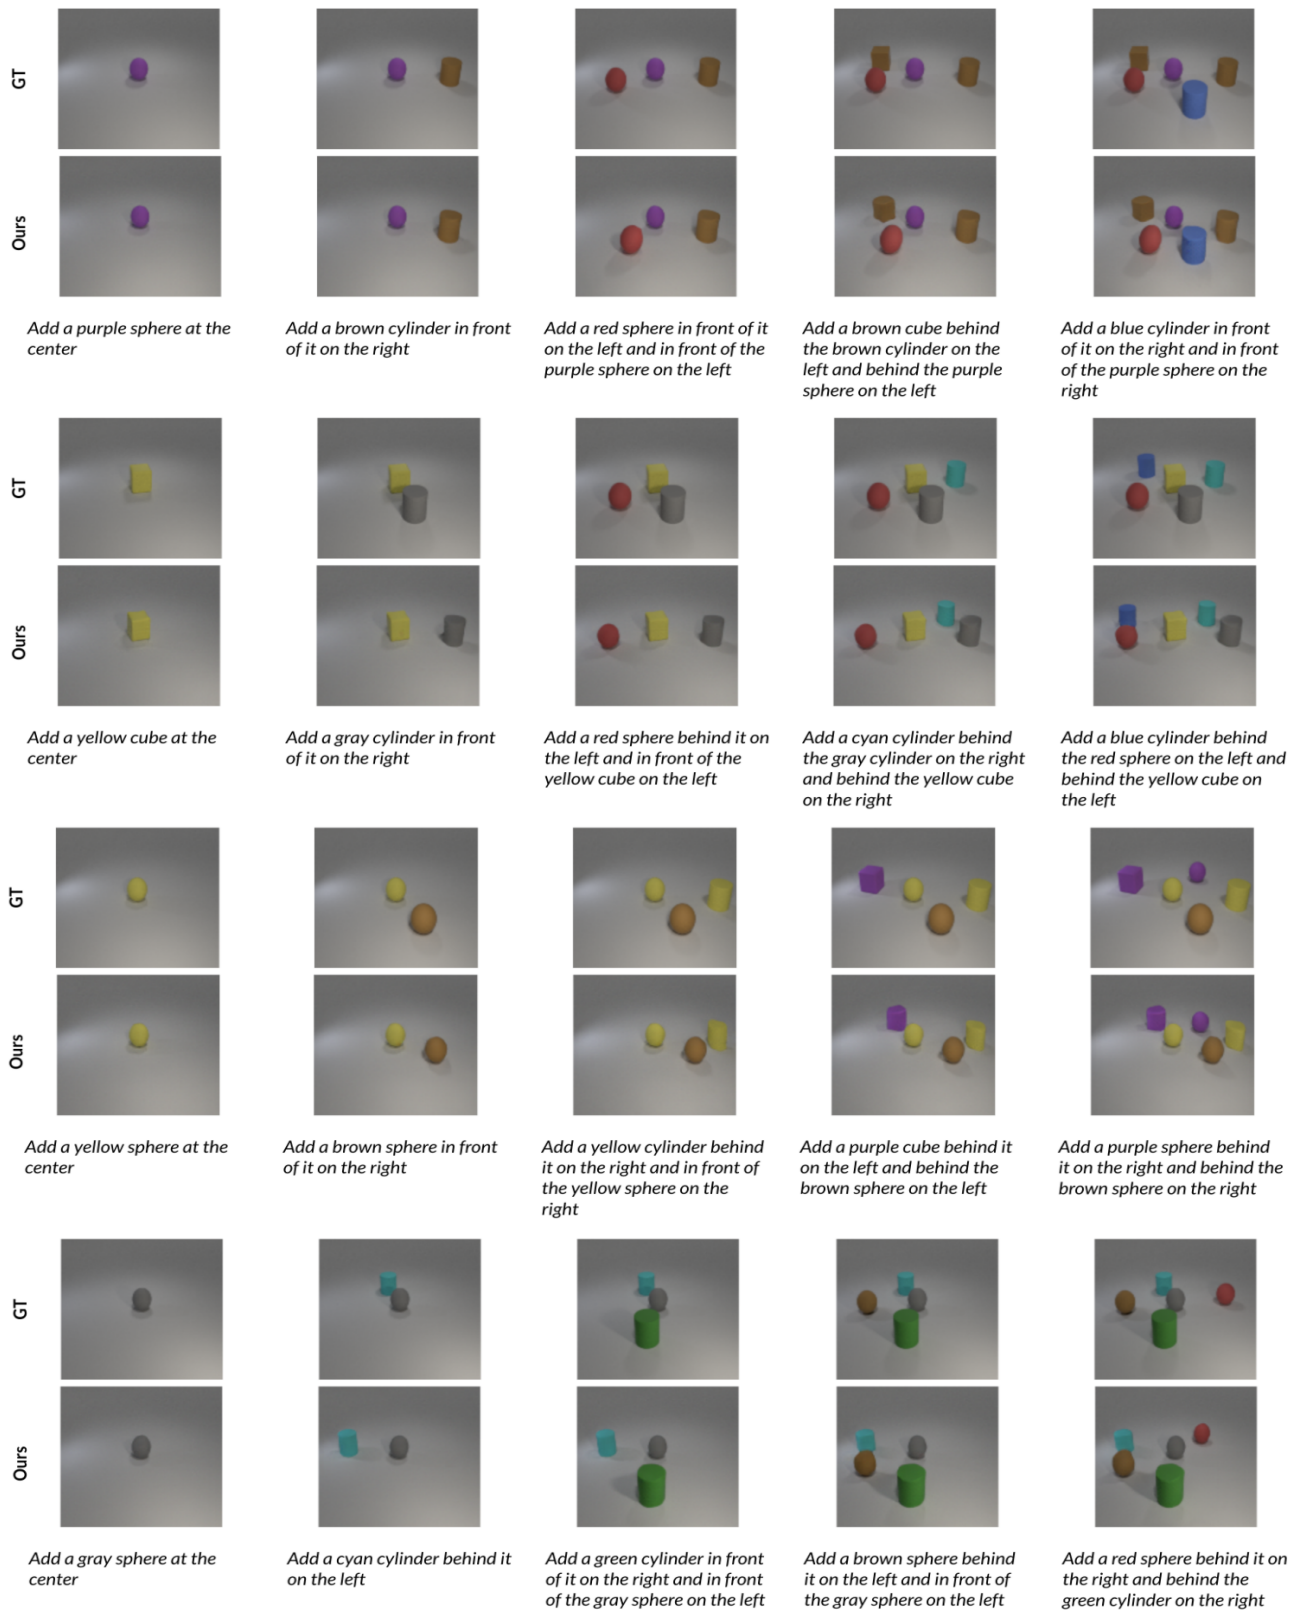 GT
Ours
Add a purple sphere at the
center
Add a brown cylinder in front
of it on the right
Add a red sphere in front of it
on the left and in front of the
purple sphere on the left
Add a brown cube behind
the brown cylinder on the
left and behind the purple
sphere on the left
Add a blue cylinder in front
of it on the right and in front
of the purple sphere on the
right
GT
Ours
Add a yellow cube at the
center
Add a gray cylinder in front
of it on the right
Add a red sphere behind it on
the left and in front of the
yellow cube on the left
Add a cyan cylinder behind
the gray cylinder on the right
and behind the yellow cube
on the right
Add a blue cylinder behind
the red sphere on the left and
behind the yellow cube on
the left
GT
Ours
Add a yellow sphere at the
center
Add a brown sphere in front
of it on the right
Add a yellow cylinder behind
it on the right and in front of
the yellow sphere on the
right
Add a purple cube behind it
on the left and behind the
brown sphere on the left
Add a purple sphere behind
it on the right and behind the
brown sphere on the right
GT
Ours
Add a gray sphere at the
center
Add a cyan cylinder behind it
on the left
Add a green cylinder in front
of it on the right and in front
of the gray sphere on the left
Add a brown sphere behind
it on the left and in front of
the gray sphere on the left
Add a red sphere behind it on
the right and behind the
green cylinder on the right